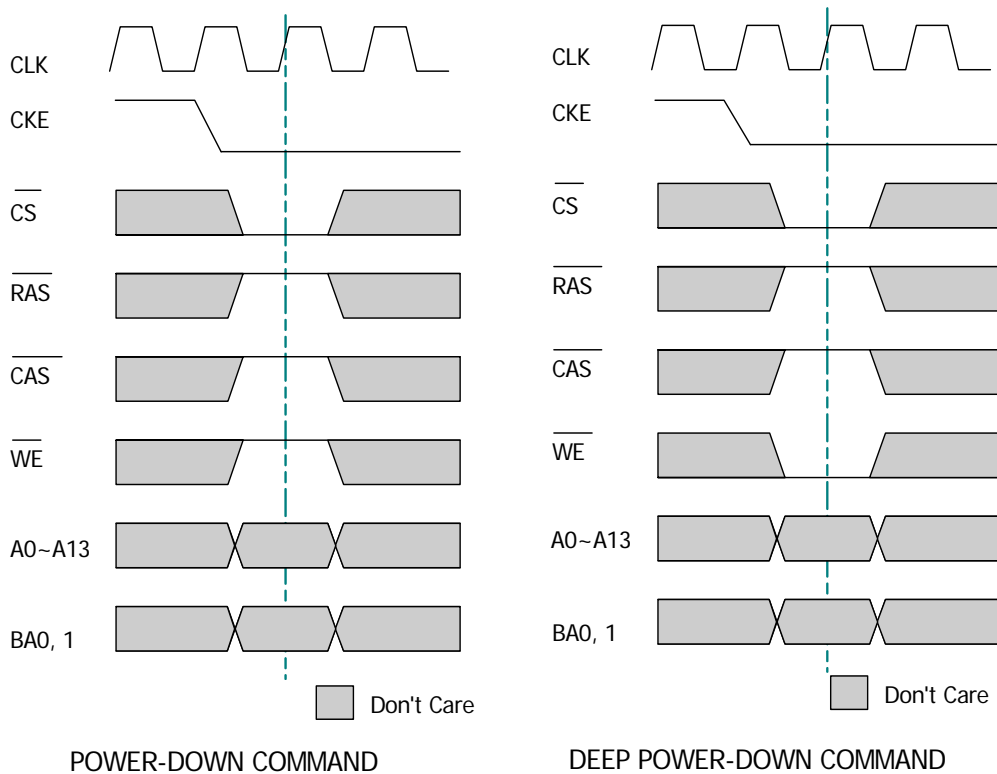 CLK
CKE
CS
RAS
CAS
WE
A0~A13
BA0, 1
Don't Care
POWER-DOWN COMMAND
CLK
CKE
CS
RAS
CAS
WE
A0~A13
BA0, 1
Don't Care
DEEP POWER-DOWN COMMAND